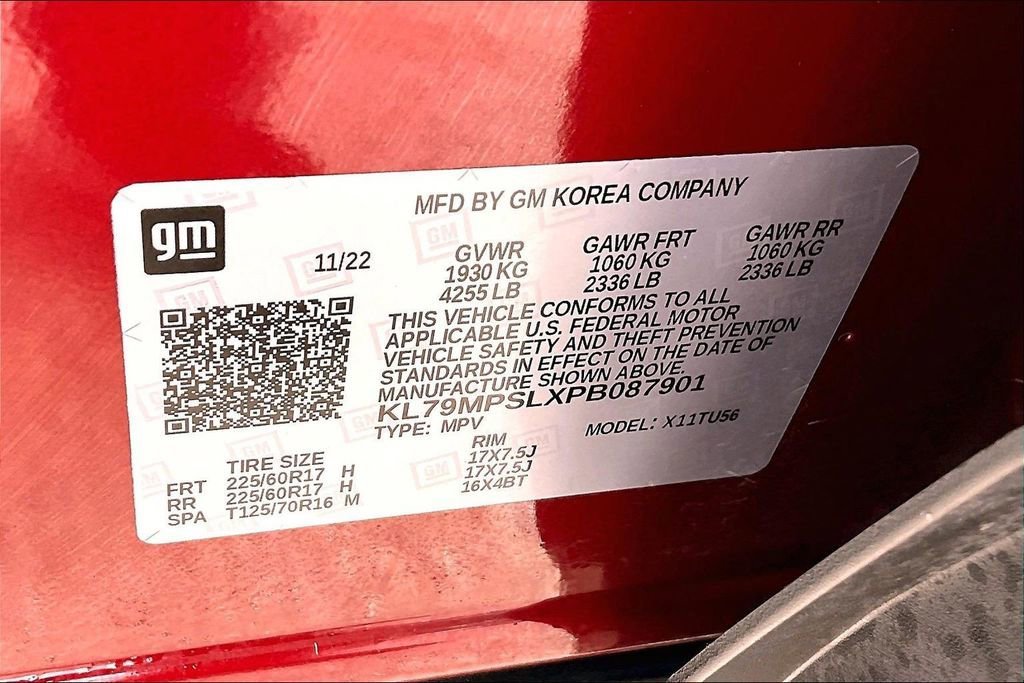 gm
MFD BY GM KOREA COMPANY
11/22
GVWR GAWR FRT GAWR RR
1930 KG 1060 KG 1060 KG
4255 LB 2336 LB 2336 LB
THIS VEHICLE CONFORMS TO ALL
APPLICABLE U.S. FEDERAL MOTOR
VEHICLE SAFETY AND THEFT PREVENTION
STANDARDS IN EFFECT ON THE DATE OF
MANUFACTURE SHOWN ABOVE.
KL79MPSLXPB087901
TYPE: MPV MODEL: X11TU56
TIRE SIZE RIM
FRT 225/60R17 H 17X7.5J
RR 225/60R17 H 17X7.5J
SPA T125/70R16 M 16X4BT